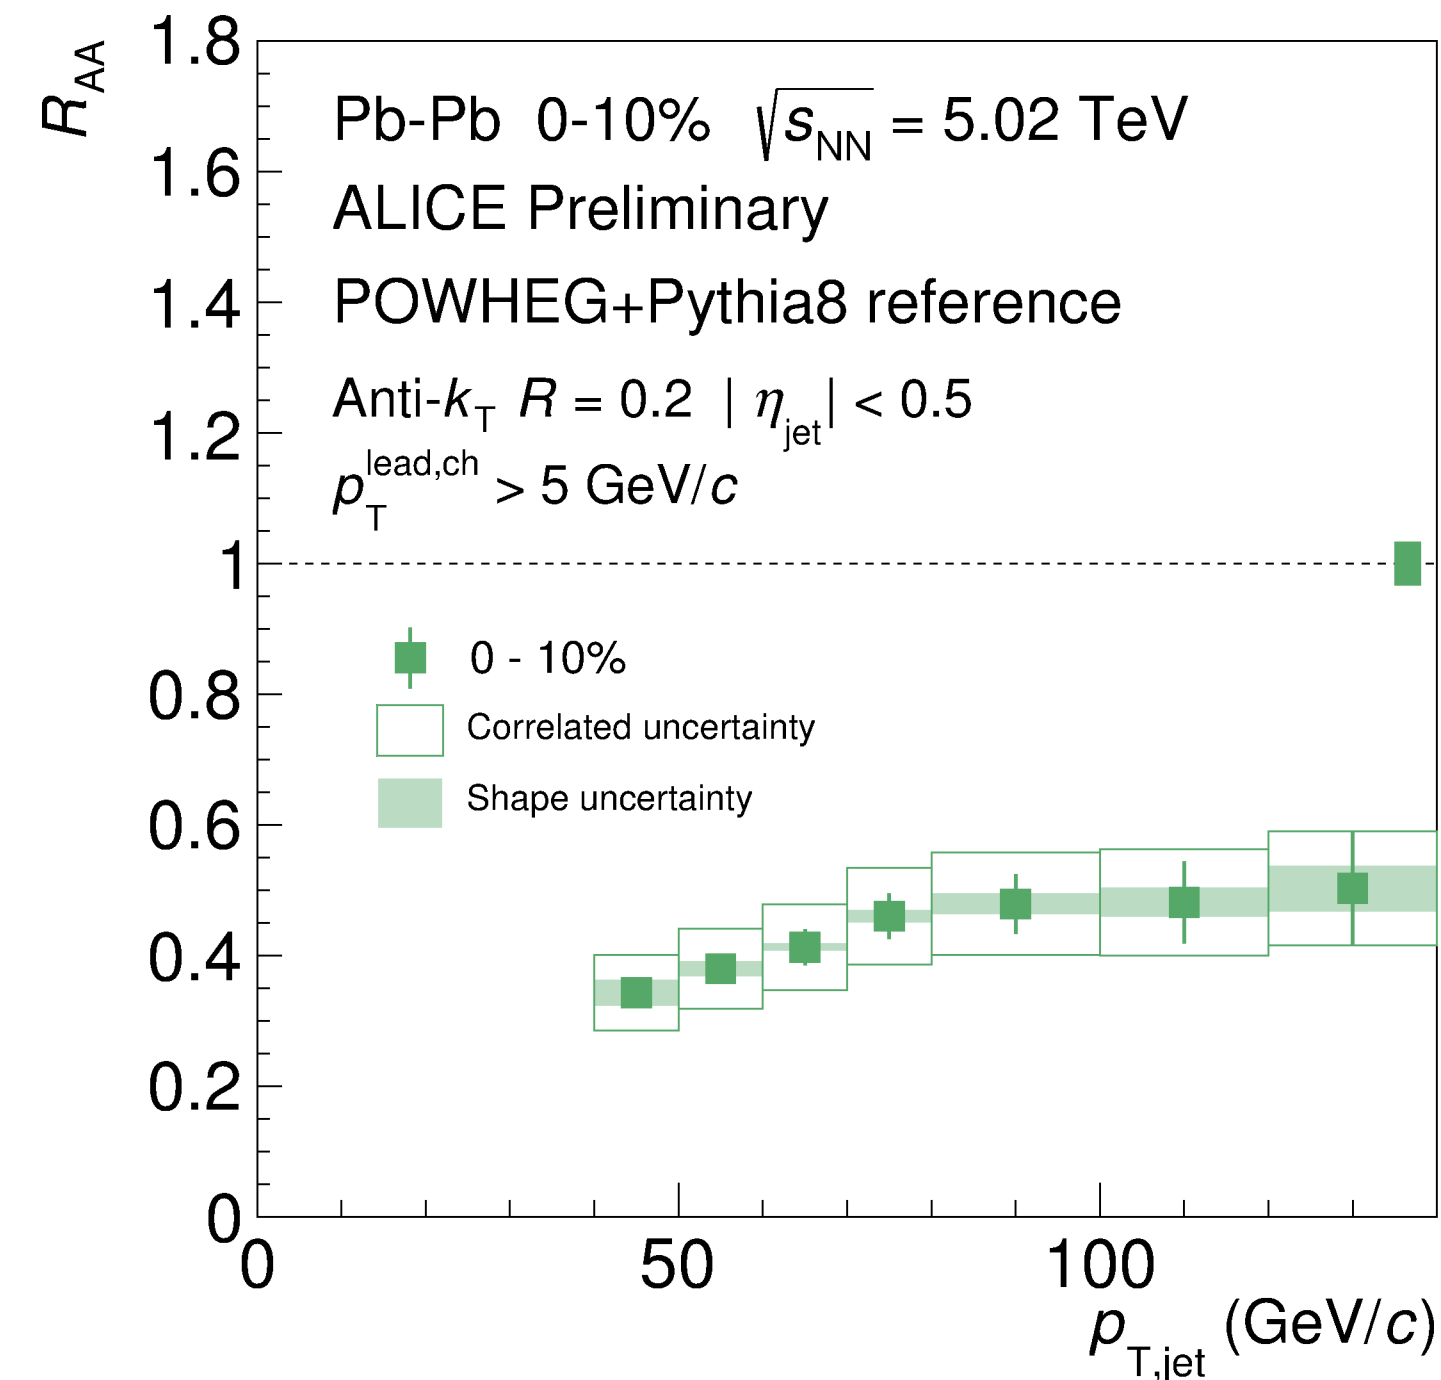 R_AA
1.8
1.6
1.4
1.2
1
0.8
0.6
0.4
0.2
0
Pb-Pb 0-10% √s_NN = 5.02 TeV
ALICE Preliminary
POWHEG+Pythia8 reference
Anti-k_T R = 0.2 | η_jet| < 0.5
p_T^lead,ch > 5 GeV/c
0 - 10%
Correlated uncertainty
Shape uncertainty
0 50 100
p_T,jet (GeV/c)